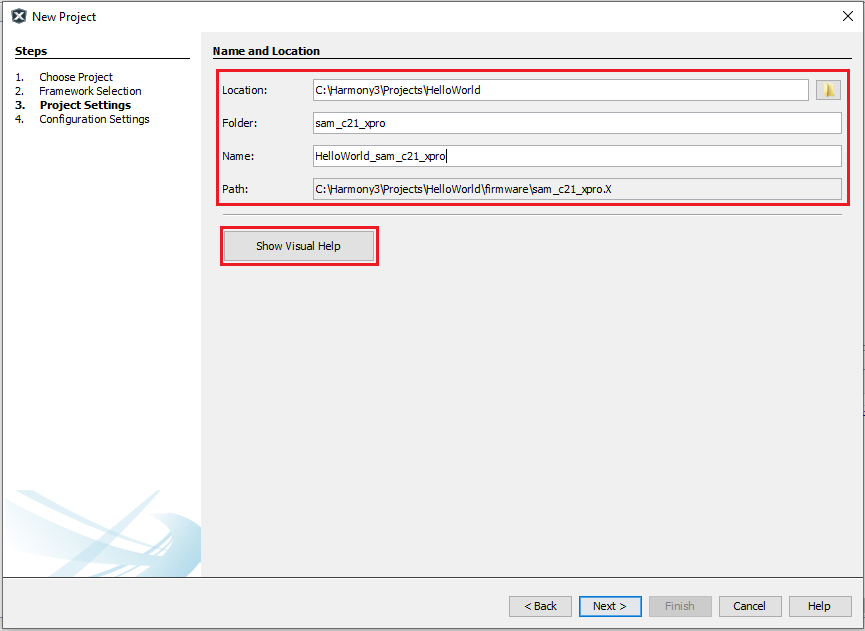 New Project
Steps
1. Choose Project
2. Framework Selection
3. Project Settings
4. Configuration Settings
Name and Location
Location: C:\Harmony3\Projects\HelloWorld
Folder: sam_c21_xpro
Name: HelloWorld_sam_c21_xpro
Path: C:\Harmony3\Projects\HelloWorld\firmware\sam_c21_xpro.X
Show Visual Help
< Back Next > Finish Cancel Help